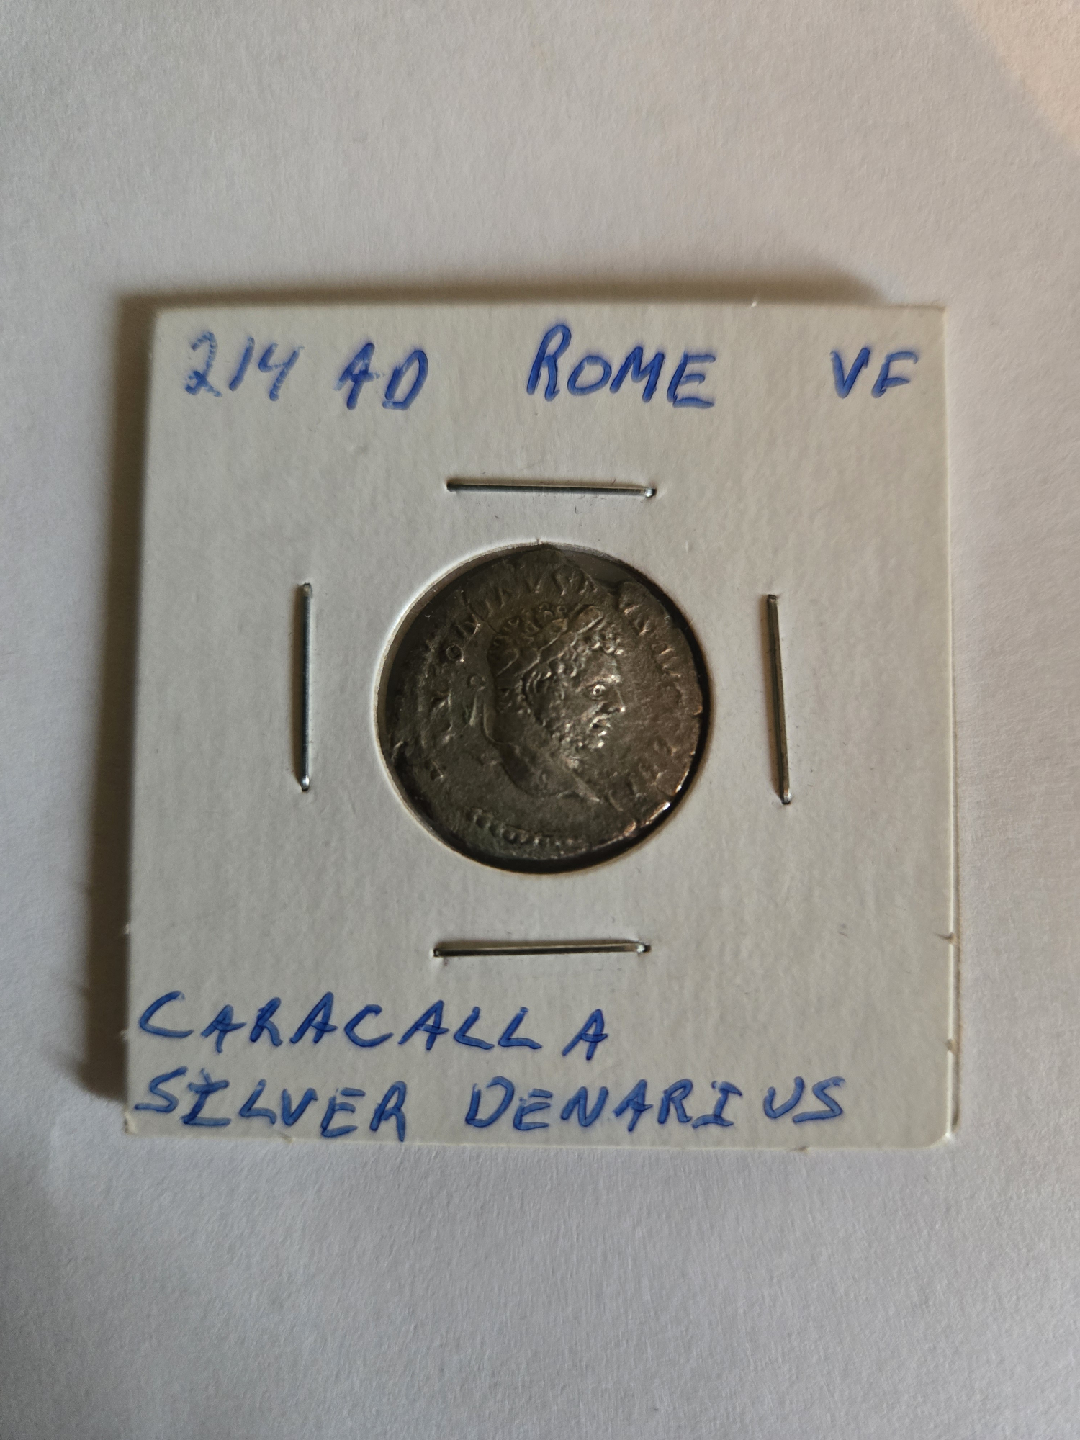 214 AD ROME VF
CARACALLA
SILVER DENARIUS